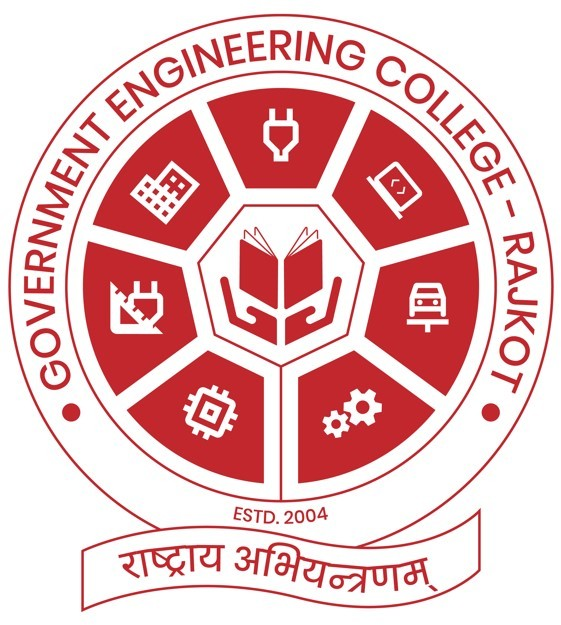 GOVERNMENT ENGINEERING COLLEGE - RAJKOT
ESTD. 2004
राष्ट्राय अभियन्त्रणम्